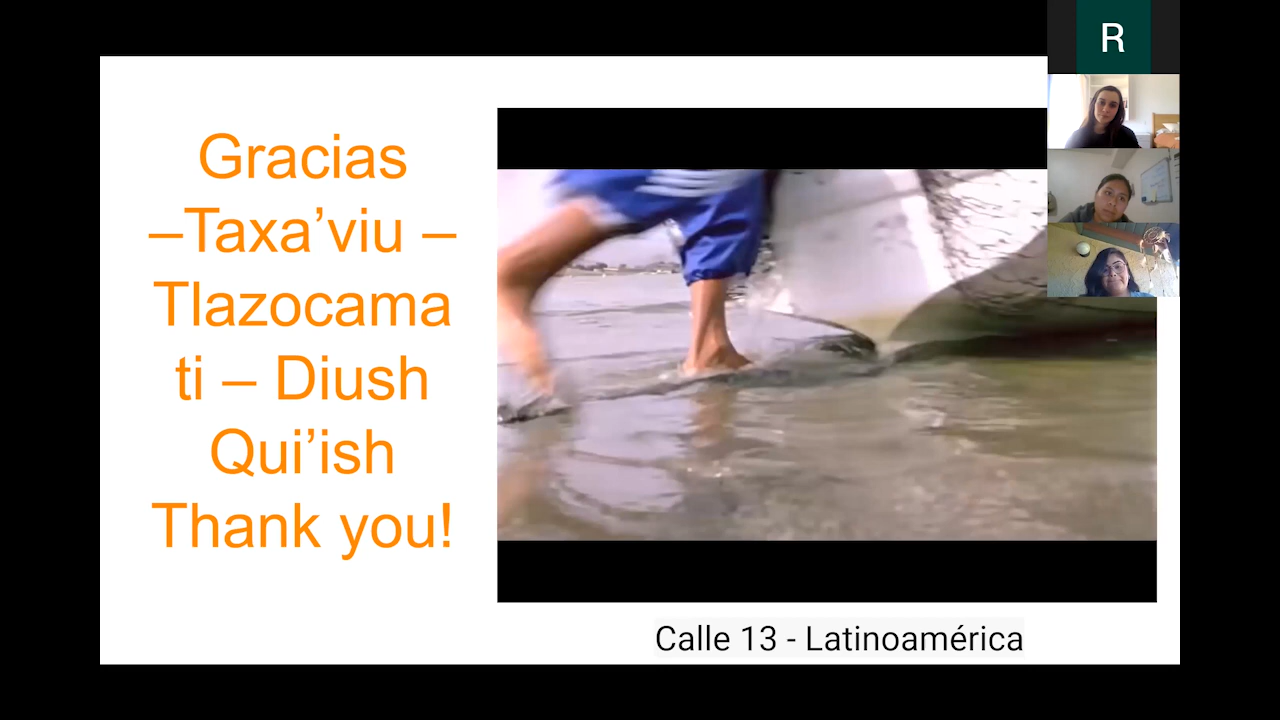 R
Gracias
–Taxa’viu –
Tlazocama
ti – Diush
Qui’ish
Thank you!
Calle 13 - Latinoamérica